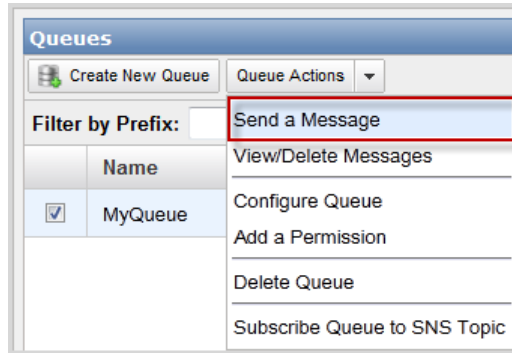 Queues
Create New Queue Queue Actions
Filter by Prefix: Send a Message
View/Delete Messages
Name
Configure Queue
MyQueue
Add a Permission
Delete Queue
Subscribe Queue to SNS Topic